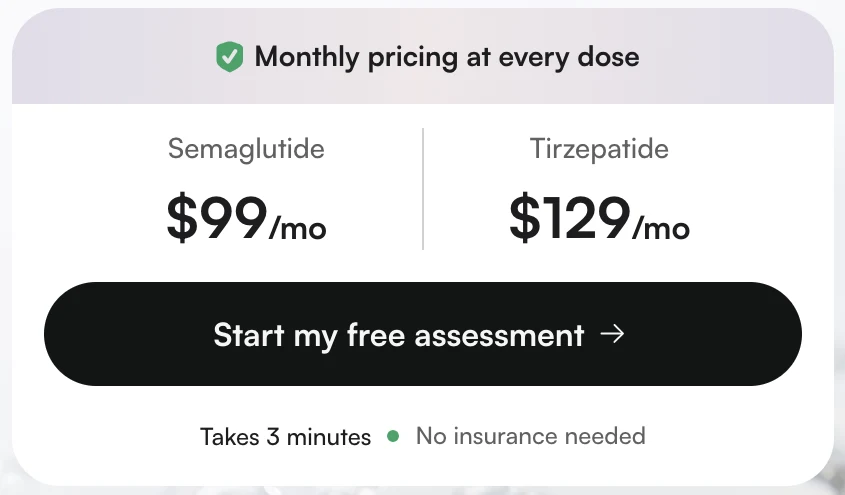 Monthly pricing at every dose
Semaglutide
$99/mo
Tirzepatide
$129/mo
Start my free assessment →
Takes 3 minutes ● No insurance needed